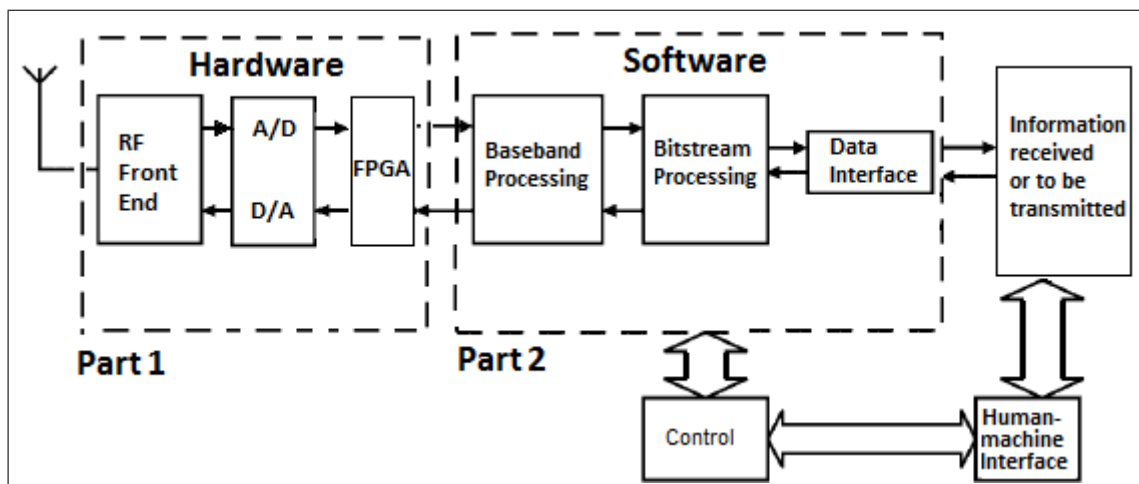 Hardware
Software
RF
Front
End
A/D
D/A
FPGA
Baseband
Processing
Bitstream
Processing
Data
Interface
Information
received
or to be
transmitted
Part 1
Part 2
Control
Human-
machine
Interface